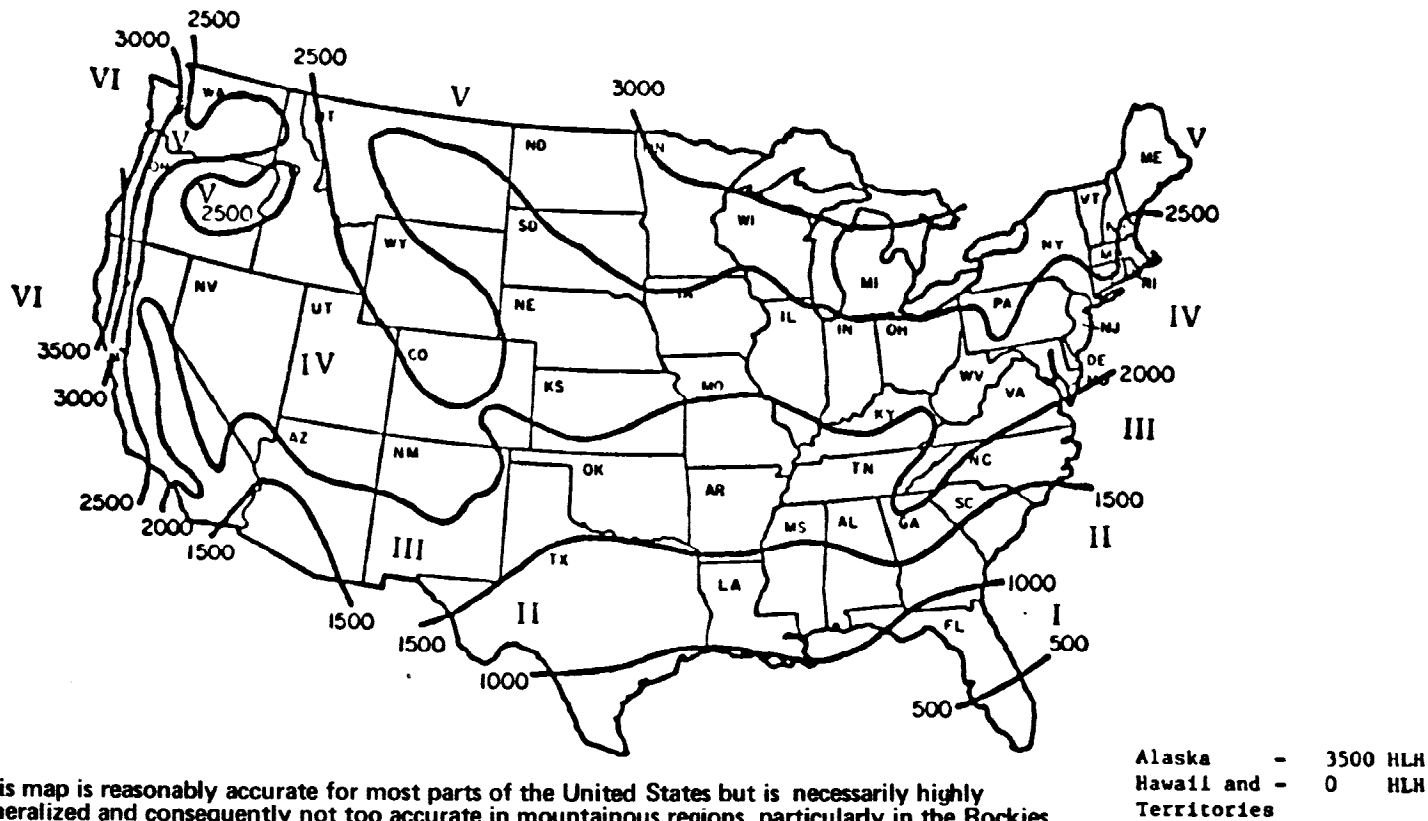 2500
3000
2500
VI
V
3000
WA
ND
V
ME
V
V
2500
VT
2500
SD
WI
NY
WY
MI
RI
VI
NV
UT
NE
IL
IN
OH
PA
NJ
IV
3500
IV
CO
DE
3000
KS
MO
WV
VA
2000
KY
III
AZ
NM
OK
TN
NC
2500
2000
AR
SC
1500
1500
MS
AL
GA
II
III
TX
LA
1000
II
I
1500
1500
FL
500
1000
500
Alaska - 3500 HLH
Hawaii and - 0 HLH
Territories
is map is reasonably accurate for most parts of the United States but is necessarily highly
neralized and consequently not too accurate in mountainous regions, particularly in the Rockies